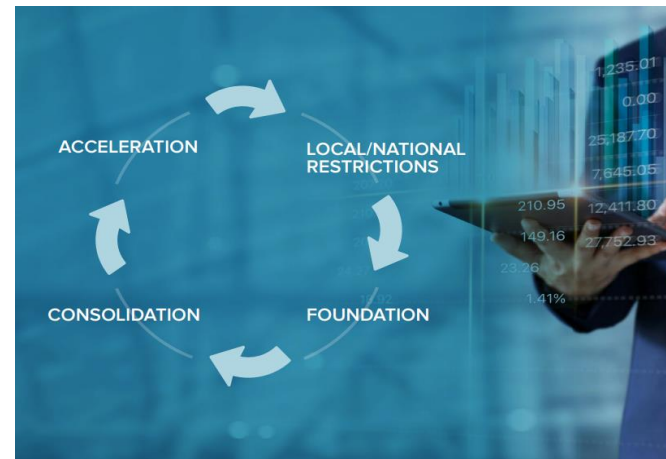 ACCELERATION
LOCAL/NATIONAL
RESTRICTIONS
CONSOLIDATION
FOUNDATION
1,235.01
0.00
25,187.70
7,645.05
210.95
12,411.80
149.16
27,752.93
23.26
1.41%